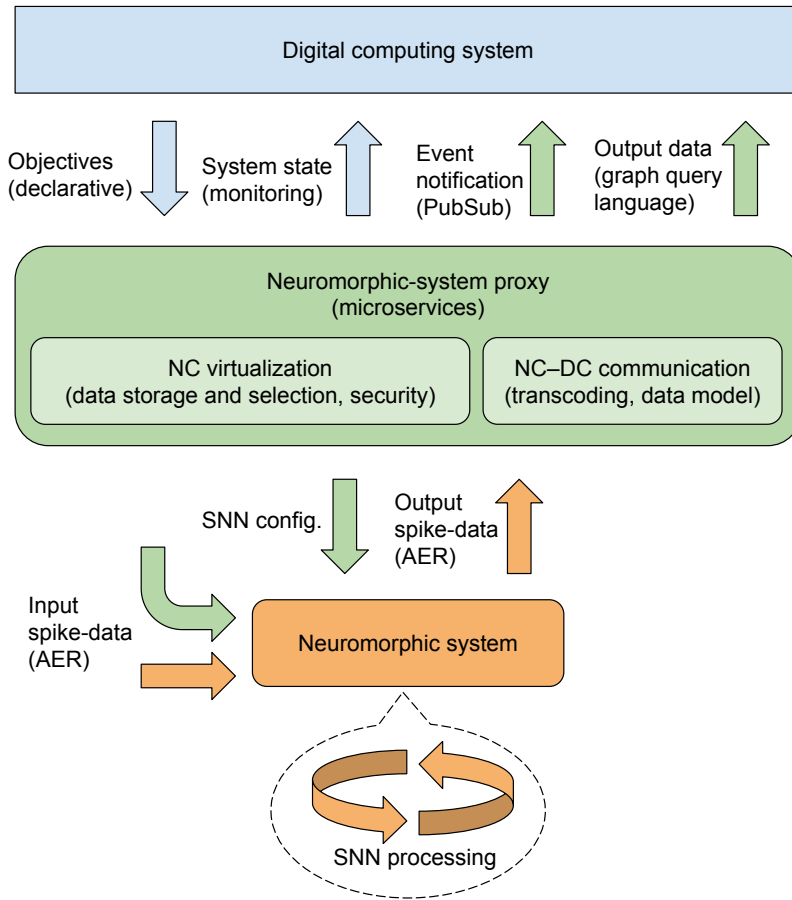 Digital computing system
Objectives
(declarative)
System state
(monitoring)
Event
notification
(PubSub)
Output data
(graph query
language)
Neuromorphic-system proxy
(microservices)
NC virtualization
(data storage and selection, security)
NC–DC communication
(transcoding, data model)
SNN config.
Output
spike-data
(AER)
Input
spike-data
(AER)
Neuromorphic system
SNN processing